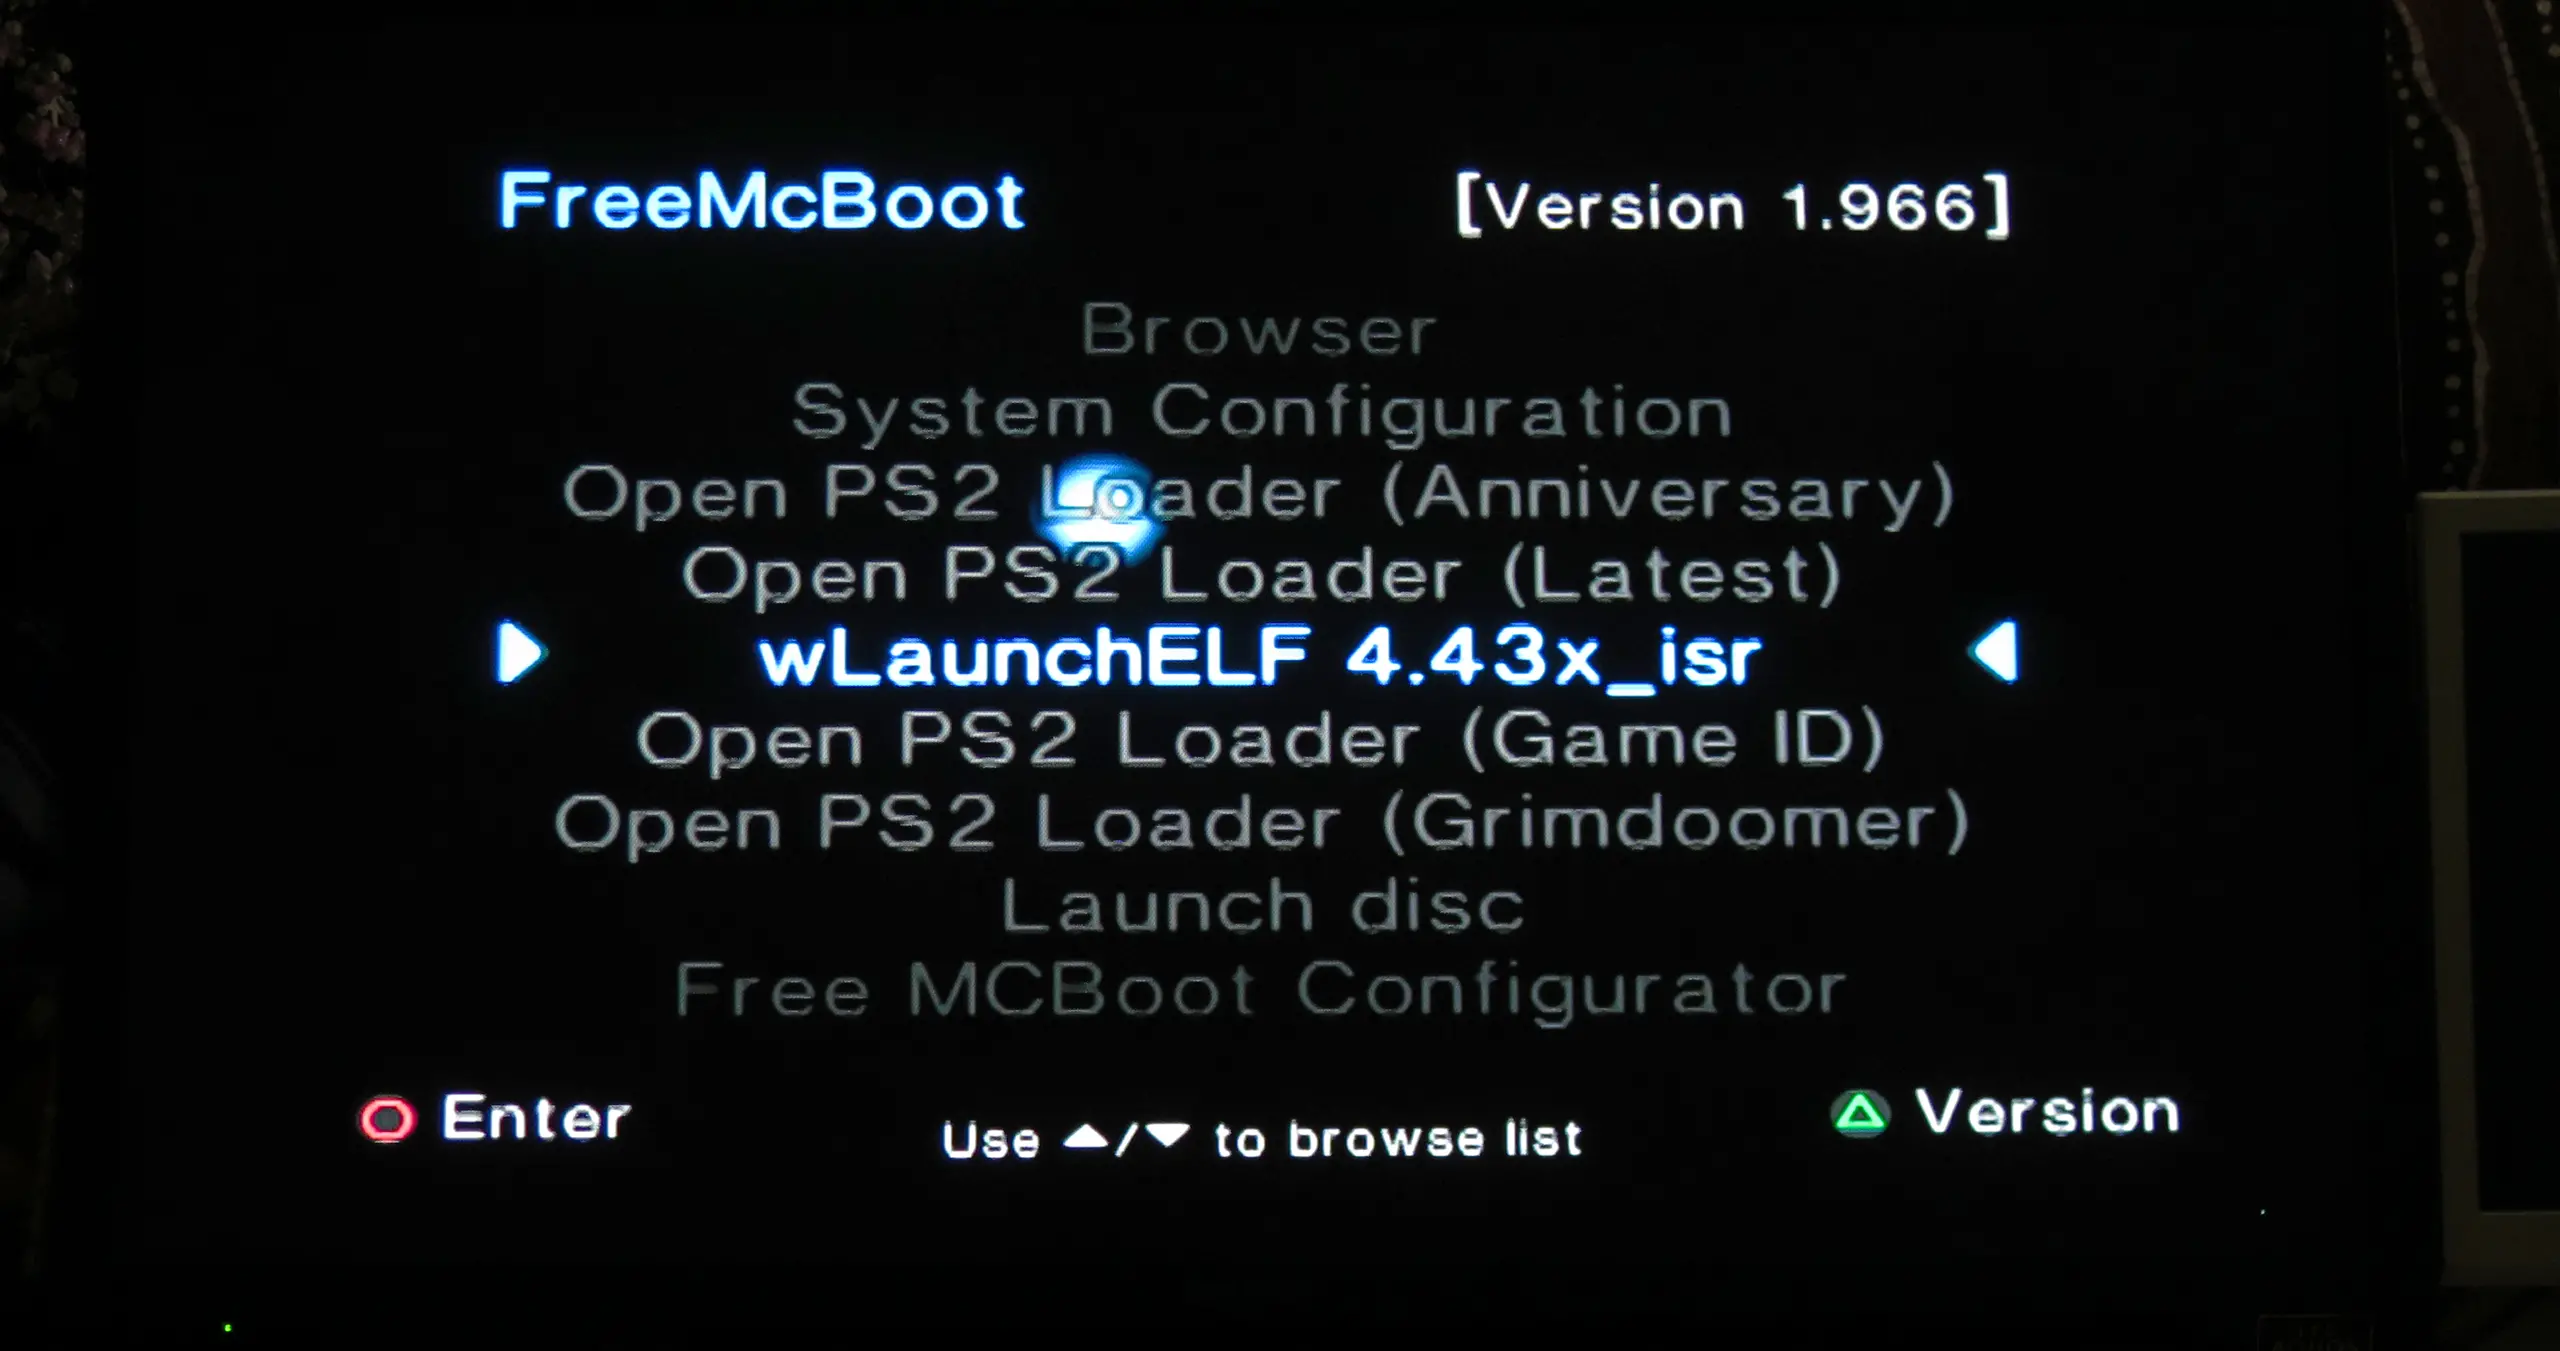 FreeMcBoot [Version 1.966]
Browser
System Configuration
Open PS2 Loader (Anniversary)
Open PS2 Loader (Latest)
wLaunchELF 4.43x_isr
Open PS2 Loader (Game ID)
Open PS2 Loader (Grimdoomer)
Launch disc
Free MCBoot Configurator
Enter
Use ▲/▼ to browse list
Version